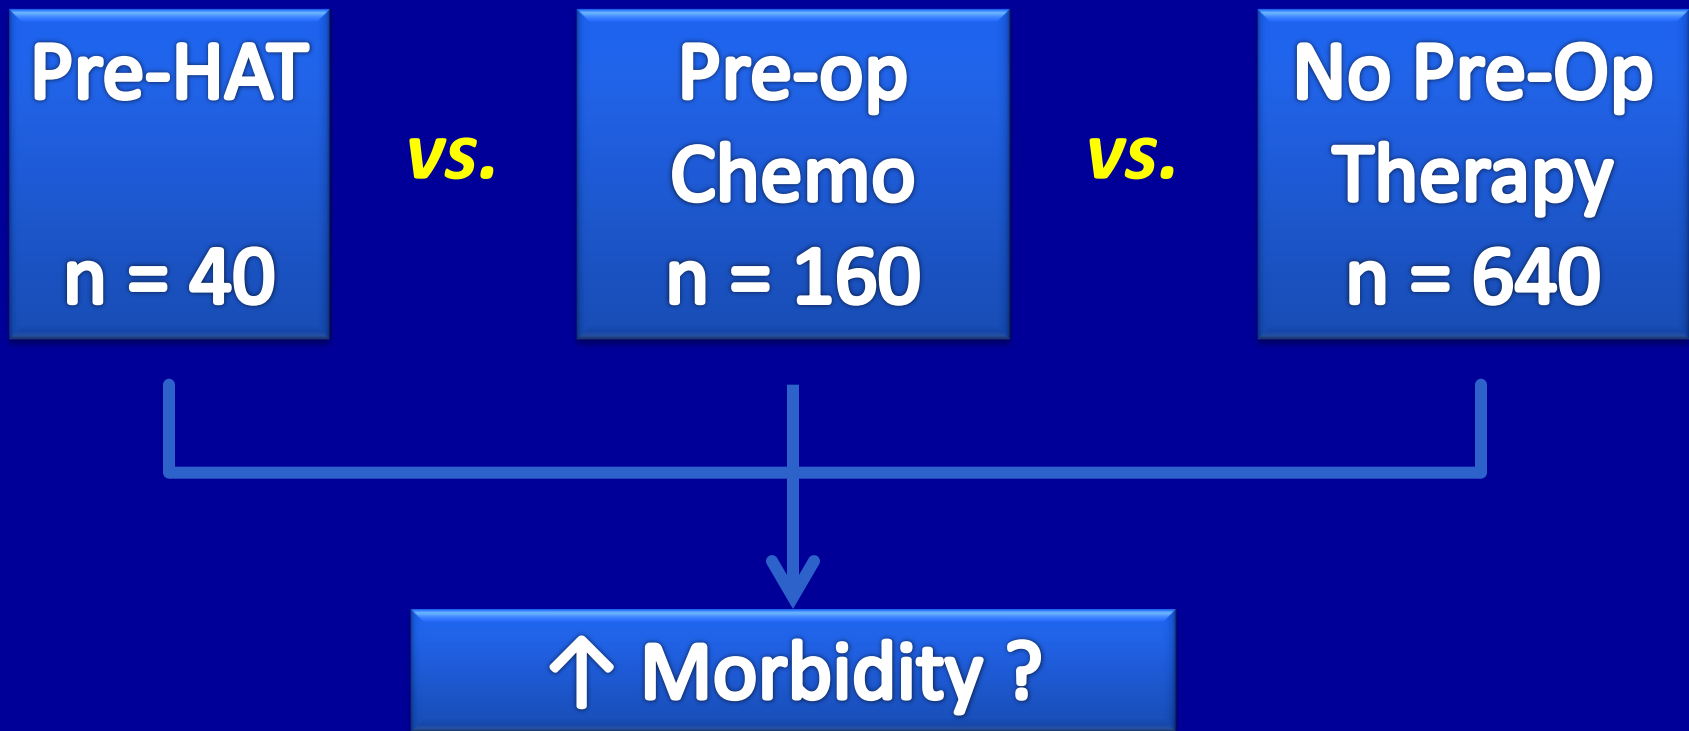 Pre-HAT
n = 40
vs.
Pre-op
Chemo
n = 160
vs.
No Pre-Op
Therapy
n = 640
↑ Morbidity ?